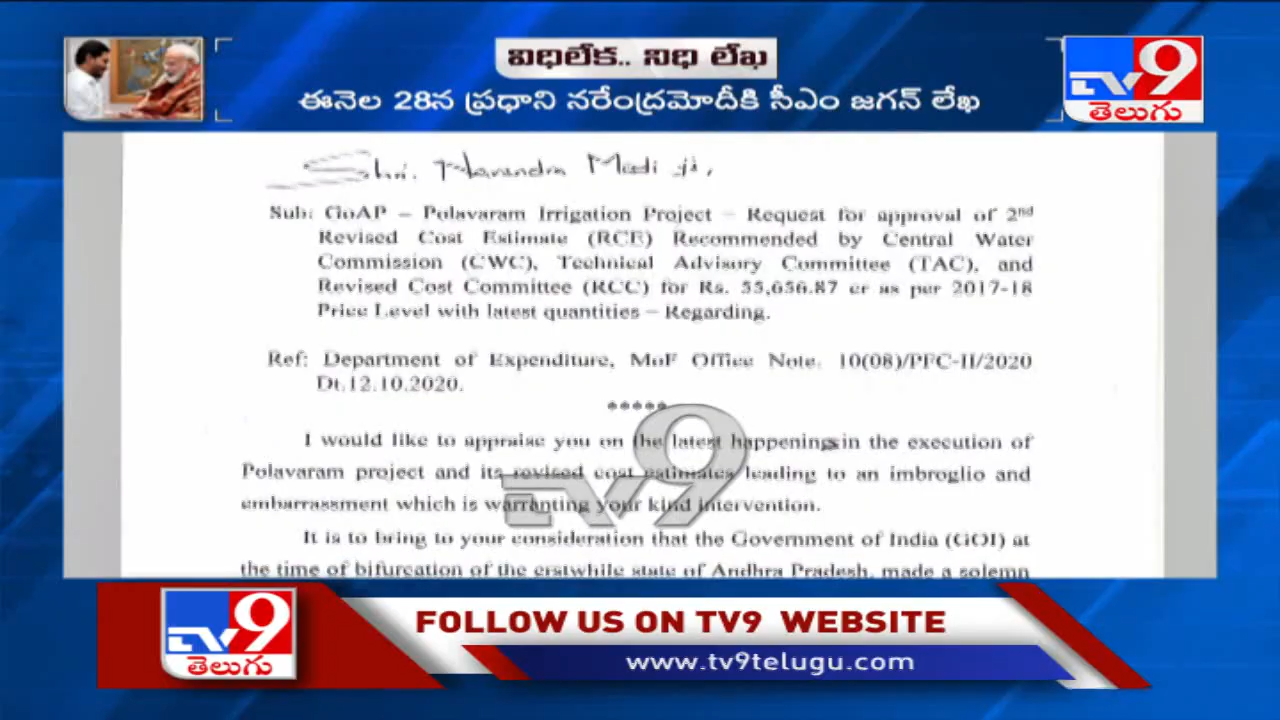 విధిలేక.. నిధి లేఖ
ఈనెల 28న ప్రధాని నరేంద్రమోదీకి సీఎం జగన్ లేఖ
TV9
తెలుగు
Shri. Narendra Modi ji,
Sub: GoAP – Polavaram Irrigation Project – Request for approval of 2nd
Revised Cost Estimate (RCE) Recommended by Central Water
Commission (CWC), Technical Advisory Committee (TAC), and
Revised Cost Committee (RCC) for Rs. 55,656.87 cr as per 2017-18
Price Level with latest quantities – Regarding.
Ref: Department of Expenditure, MoF Office Note. 10(08)/PFC-II/2020
Dt.12.10.2020.
*****
I would like to appraise you on the latest happenings in the execution of
Polavaram project and its revised cost estimates leading to an imbroglio and
embarrassment which is warranting your kind intervention.
It is to bring to your consideration that the Government of India (GOI) at
the time of bifurcation of the erstwhile state of Andhra Pradesh, made a solemn
TV9
TV9
తెలుగు
FOLLOW US ON TV9 WEBSITE
www.tv9telugu.com